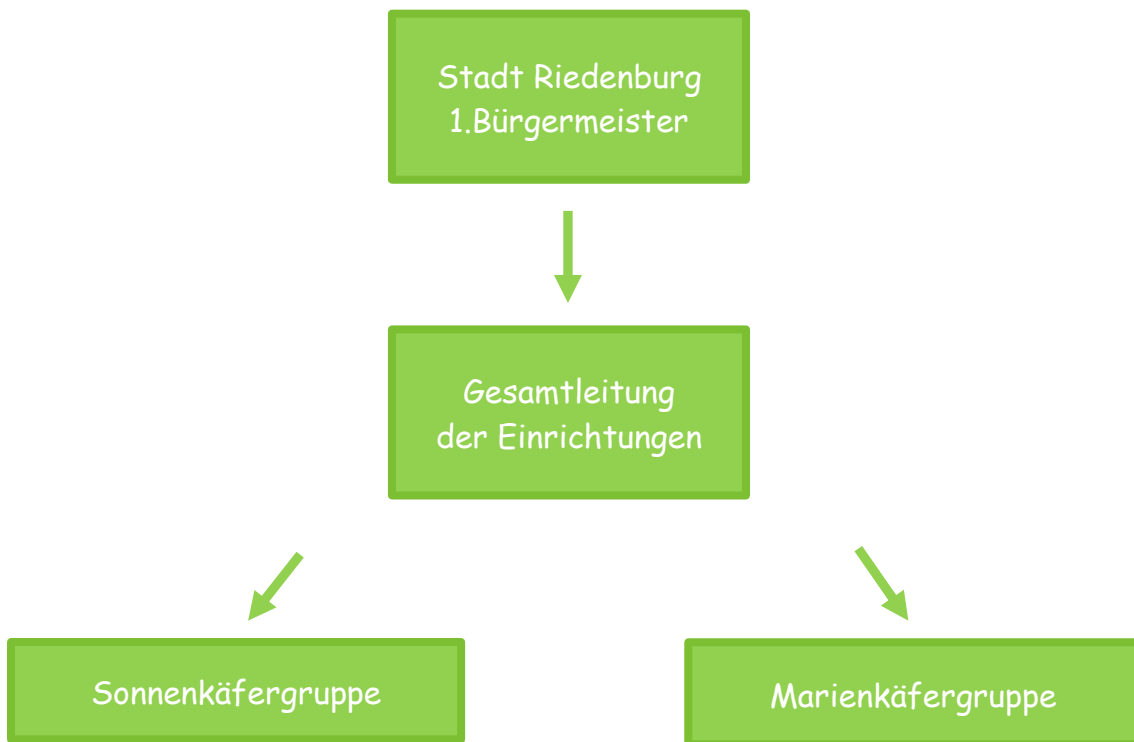 Stadt Riedenburg
1.Bürgermeister
Gesamtleitung
der Einrichtungen
Sonnenkäfergruppe
Marienkäfergruppe